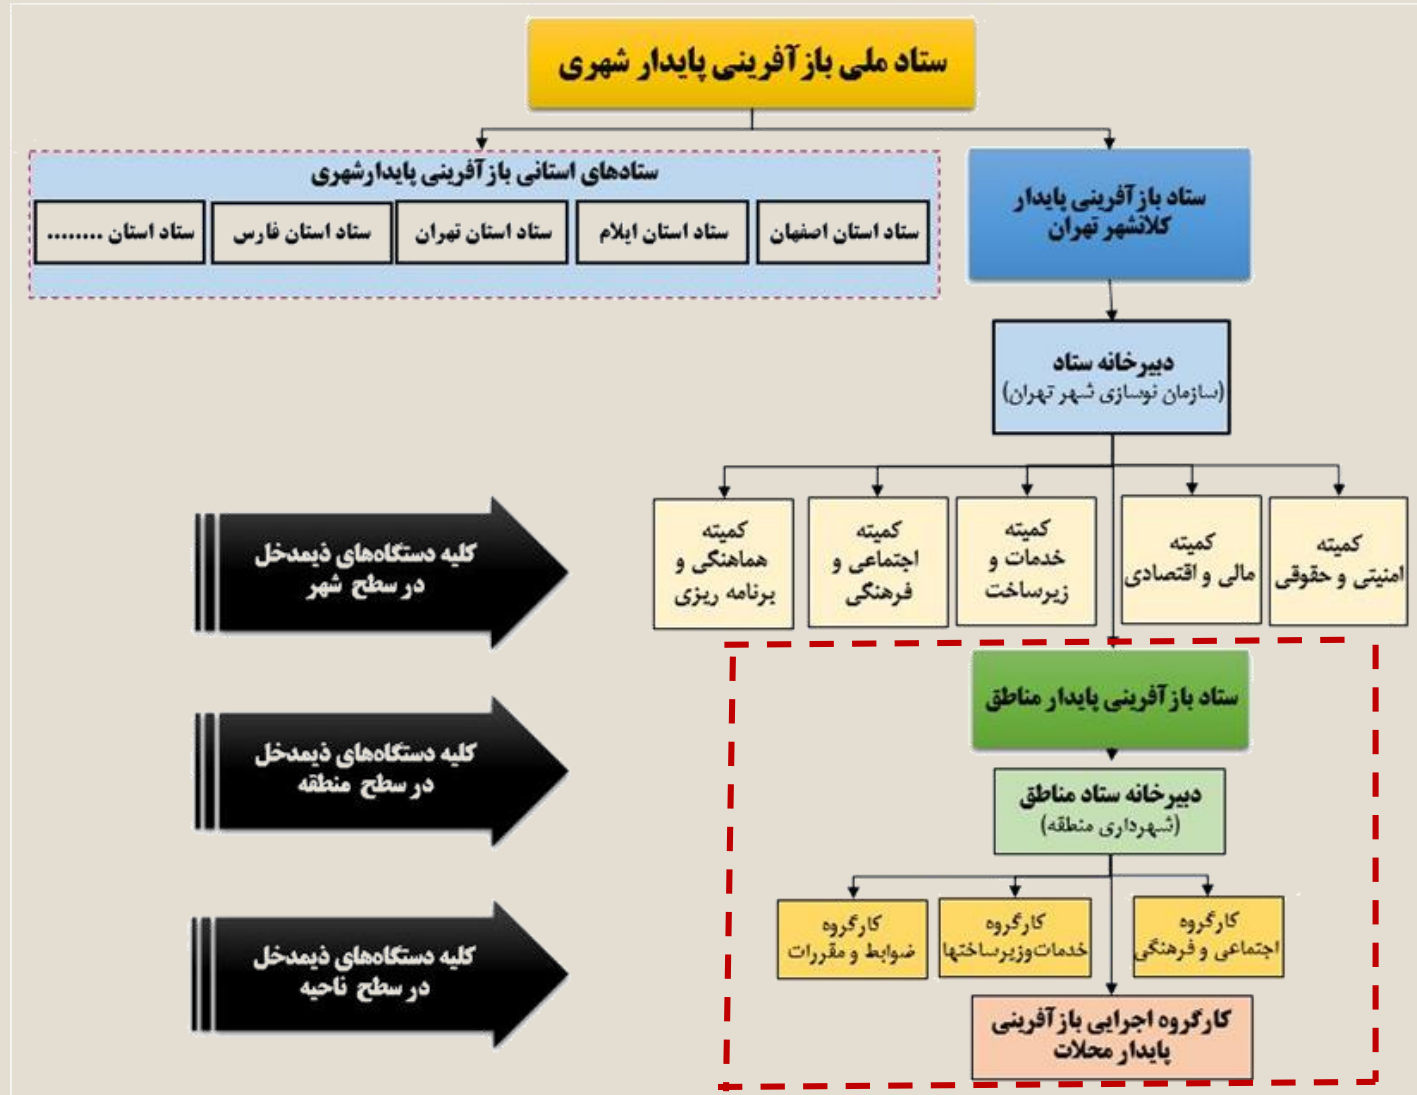 ستاد ملی بازآفرینی پایدار شهری
ستاد بازآفرینی پایدار
کلانشهر تهران
ستادهای استانی بازآفرینی پایدارشهری
ستاد استان اصفهان
ستاد استان ایلام
ستاد استان تهران
ستاد استان فارس
ستاد استان ........
دبیرخانه ستاد
(سازمان نوسازی شهر تهران)
کمیته
امنیتی و حقوقی
کمیته
مالی و اقتصادی
کمیته
خدمات و
زیرساخت
کمیته
اجتماعی و
فرهنگی
کمیته
هماهنگی و
برنامه ریزی
کلیه دستگاه‌های ذیمدخل
در سطح شهر
ستاد بازآفرینی پایدار مناطق
دبیرخانه ستاد مناطق
(شهرداری منطقه)
کلیه دستگاه‌های ذیمدخل
در سطح منطقه
کارگروه
اجتماعی و فرهنگی
کارگروه
خدمات‌وزیرساختها
کارگروه
ضوابط و مقررات
کلیه دستگاه‌های ذیمدخل
در سطح ناحیه
کارگروه اجرایی بازآفرینی
پایدار محلات